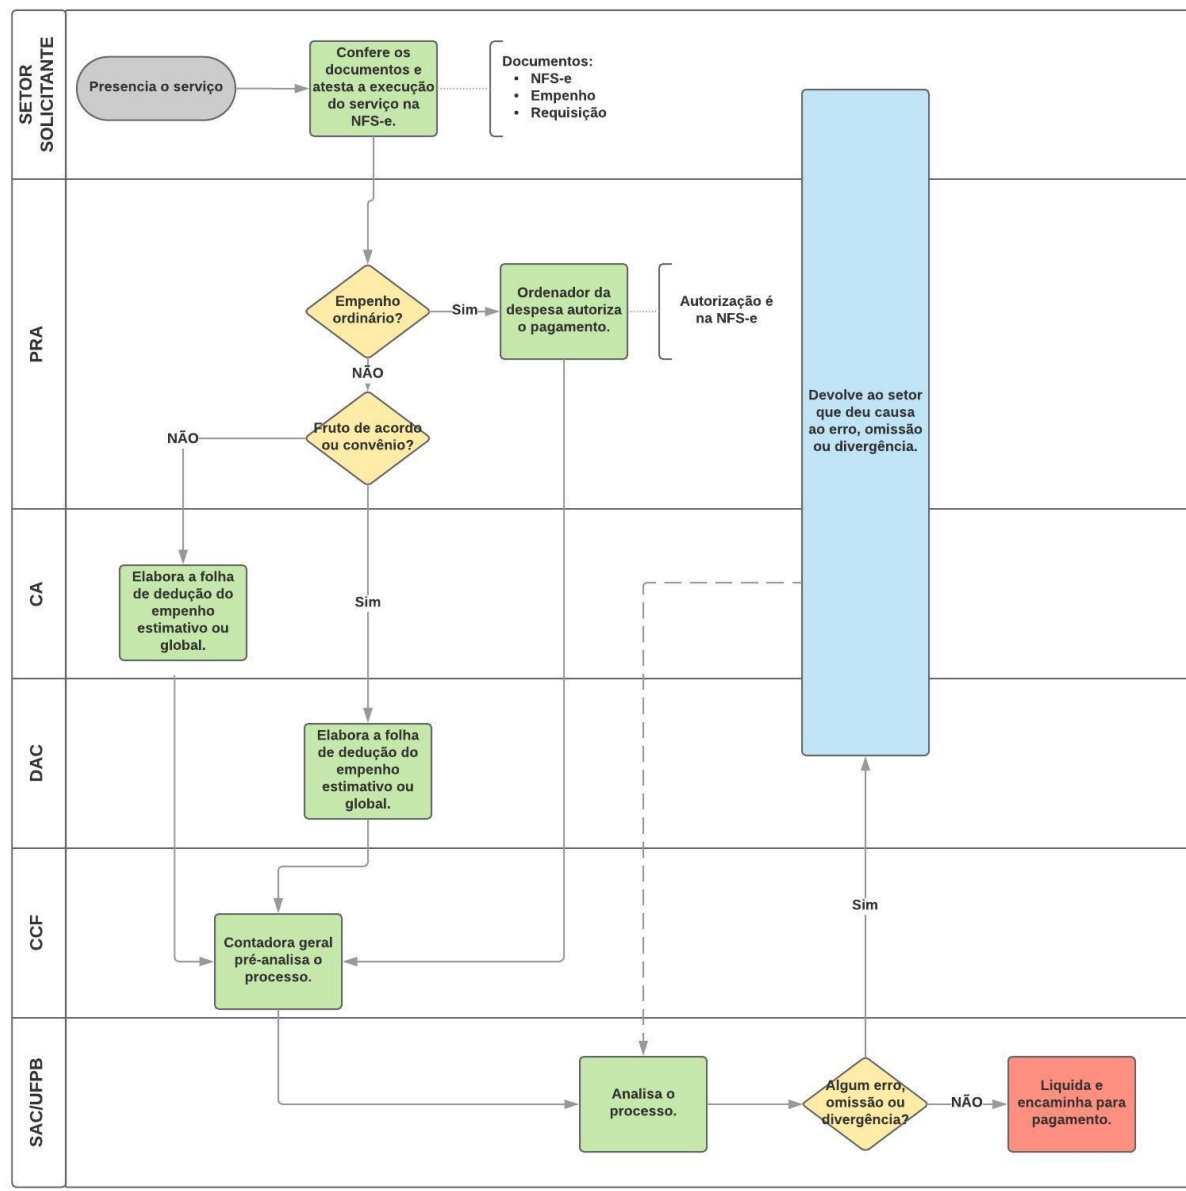 SETOR
SOLICITANTE
Presencia o serviço
Confere os
documentos e
atesta a execução
do serviço na
NFS-e.
Documentos:
• NFS-e
• Empenho
• Requisição
PRA
Empenho
ordinário?
Sim
Ordenador da
despesa autoriza
o pagamento.
Autorização é
na NFS-e
NÃO
Fruto de acordo
ou convênio?
NÃO
Devolve ao setor
que deu causa
ao erro, omissão
ou divergência.
CA
Elabora a folha
de dedução do
empenho
estimativo ou
global.
Sim
DAC
Elabora a folha
de dedução do
empenho
estimativo ou
global.
CCF
Contadora geral
pré-analisa o
processo.
Sim
SAC/UFPB
Analisa o
processo.
Algum erro,
omissão ou
divergência?
NÃO
Liquida e
encaminha para
pagamento.